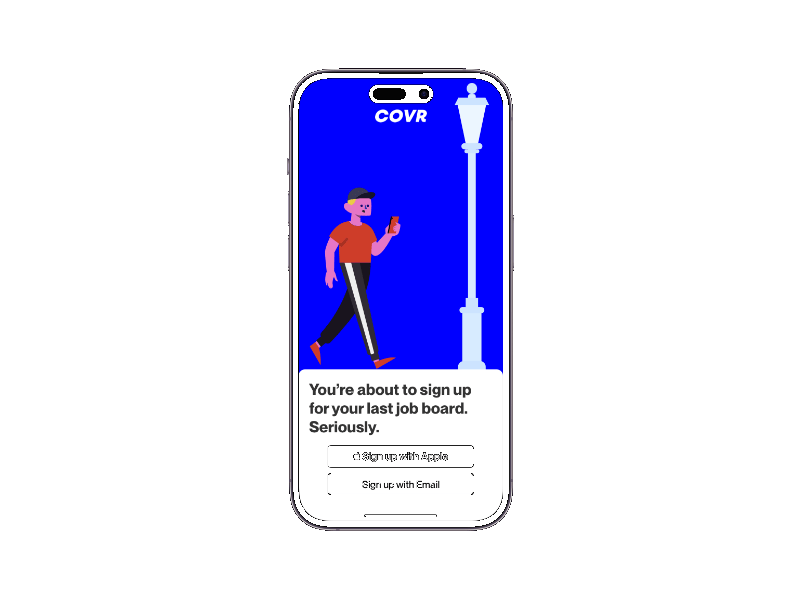 COVR
You're about to sign up
for your last job board.
Seriously.
Sign up with Apple
Sign up with Email